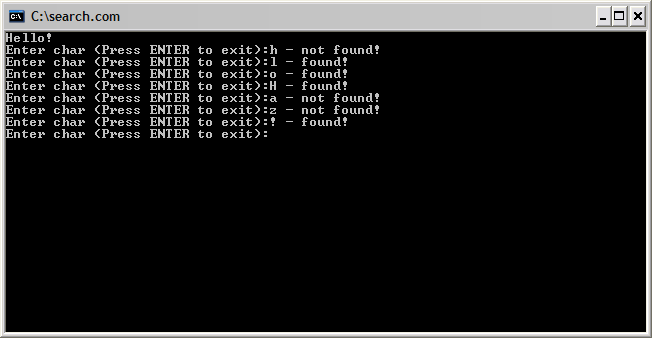 C:\search.com
Hello!
Enter char (Press ENTER to exit):h - not found!
Enter char (Press ENTER to exit):l - found!
Enter char (Press ENTER to exit):o - found!
Enter char (Press ENTER to exit):H - found!
Enter char (Press ENTER to exit):a - not found!
Enter char (Press ENTER to exit):z - not found!
Enter char (Press ENTER to exit):! - found!
Enter char (Press ENTER to exit):